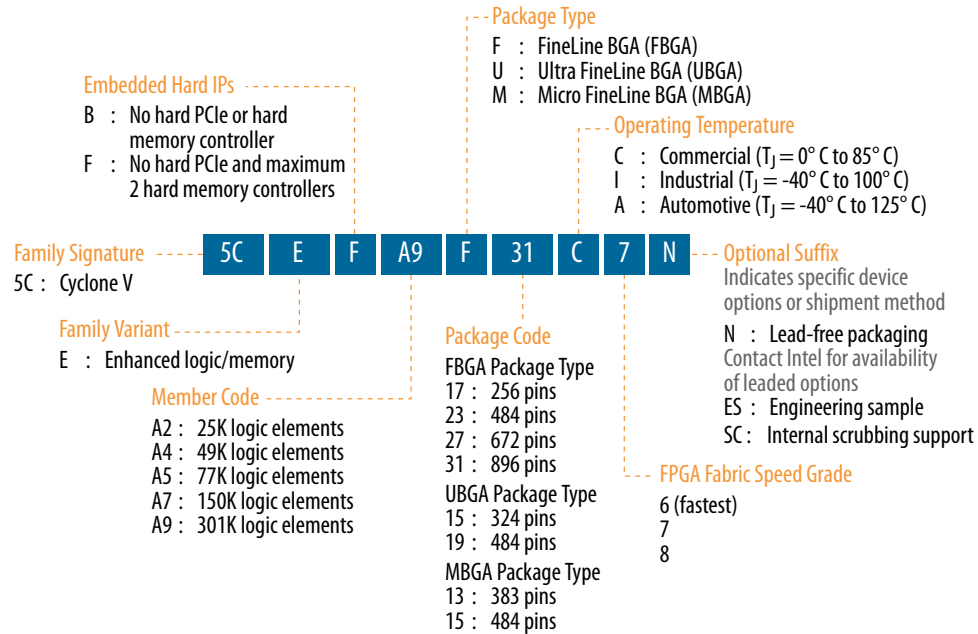 Package Type
F : FineLine BGA (FBGA)
U : Ultra FineLine BGA (UBGA)
M : Micro FineLine BGA (MBGA)
Embedded Hard IPs
B : No hard PCIe or hard
memory controller
F : No hard PCIe and maximum
2 hard memory controllers
Operating Temperature
C : Commercial (TJ = 0° C to 85° C)
I : Industrial (TJ = -40° C to 100° C)
A : Automotive (TJ = -40° C to 125° C)
Family Signature
5C : Cyclone V
5C E F A9 F 31 C 7 N
Optional Suffix
Indicates specific device
options or shipment method
N : Lead-free packaging
Contact Intel for availability
of leaded options
ES : Engineering sample
SC : Internal scrubbing support
Family Variant
E : Enhanced logic/memory
Member Code
A2 : 25K logic elements
A4 : 49K logic elements
A5 : 77K logic elements
A7 : 150K logic elements
A9 : 301K logic elements
Package Code
FBGA Package Type
17 : 256 pins
23 : 484 pins
27 : 672 pins
31 : 896 pins
UBGA Package Type
15 : 324 pins
19 : 484 pins
MBGA Package Type
13 : 383 pins
15 : 484 pins
FPGA Fabric Speed Grade
6 (fastest)
7
8